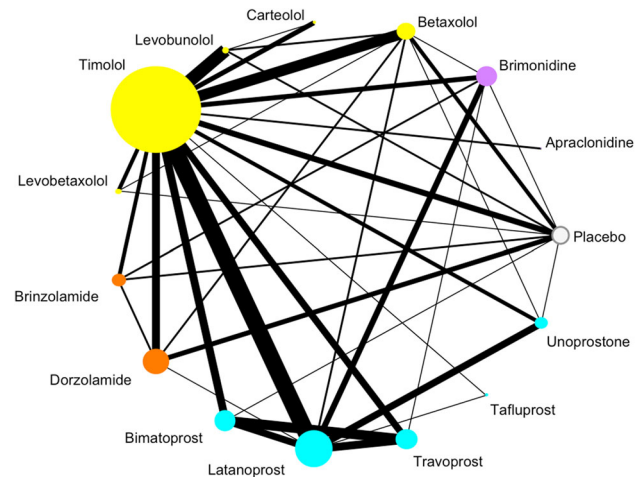 Carteolol
Betaxolol
Levobunolol
Timolol
Brimonidine
Apraclonidine
Levobetaxolol
Placebo
Brinzolamide
Unoprostone
Dorzolamide
Tafluprost
Bimatoprost
Travoprost
Latanoprost